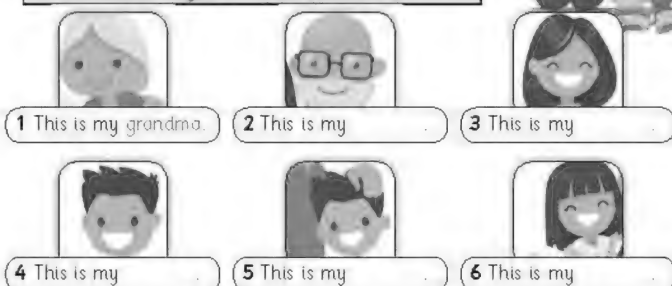 1 This is my grandma.
2 This is my .
3 This is my .
4 This is my .
5 This is my .
6 This is my .